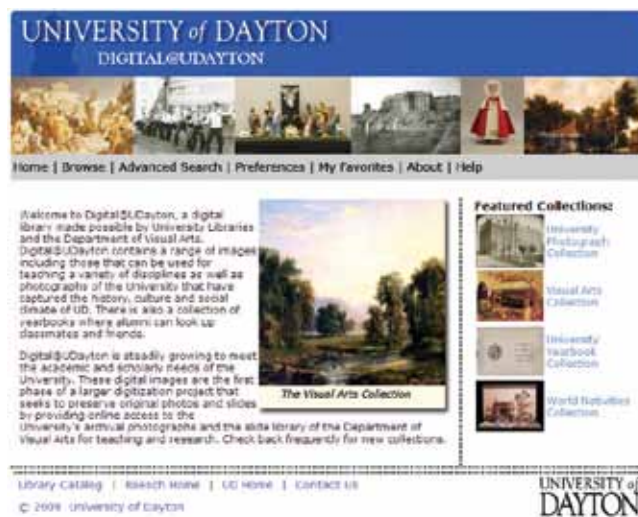 UNIVERSITY of DAYTON
DIGITAL@UDAYTON
Home | Browse | Advanced Search | Preferences | My Favorites | About | Help
Welcome to Digital@UDayton, a digital
library made possible by University Libraries
and the Department of Visual Arts.
Digital@UDayton contains a range of images
including those that can be used for
teaching a variety of disciplines as well as
photographs of the University that have
captured the history, culture and social
climate of UD. There is also a collection of
yearbooks where alumni can look up
classmates and friends.
Digital@UDayton is steadily growing to meet
the academic and scholarly needs of the
University. These digital images are the first
phase of a larger digitization project that
seeks to preserve original photos and slides
by providing online access to the
University's archival photographs and the slide library of the Department of
Visual Arts for teaching and research. Check back frequently for new collections.
The Visual Arts Collection
Featured Collections:
University
Photograph
Collection
Visual Arts
Collection
University
Yearbook
Collection
World Nativities
Collection
Library Catalog | Roesch Home | UD Home | Contact Us
© 2009 University of Dayton
UNIVERSITY of
DAYTON